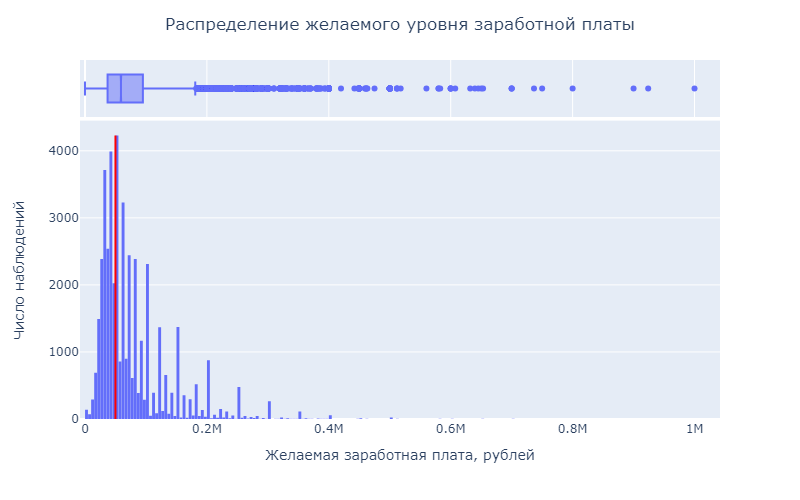 Распределение желаемого уровня заработной платы
4000
3000
2000
1000
0
Число наблюдений
0 0.2M 0.4M 0.6M 0.8M 1M
Желаемая заработная плата, рублей